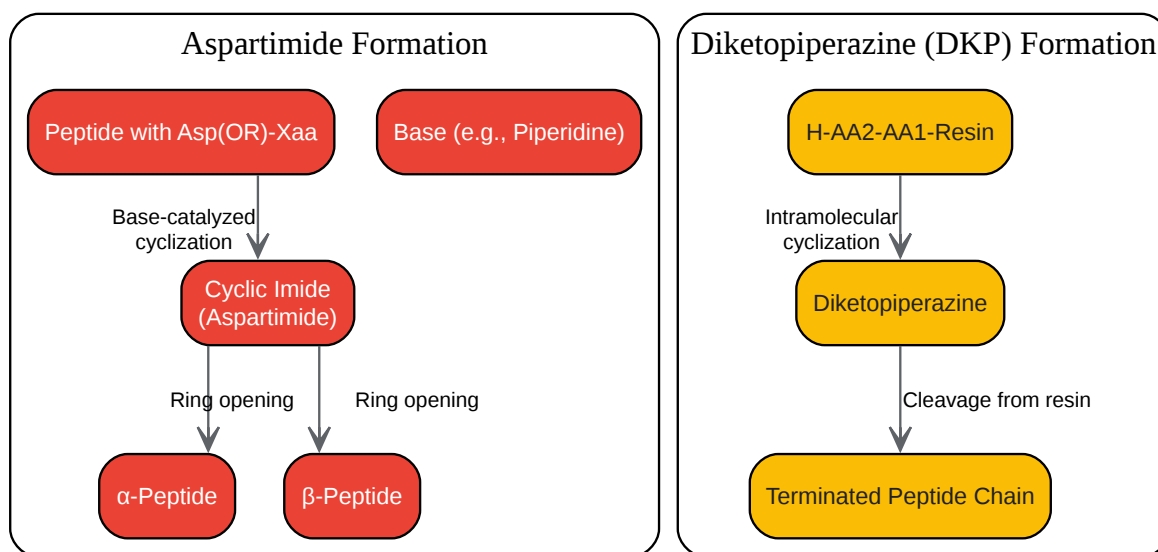 Aspartimide Formation
Peptide with Asp(OR)-Xaa
Base (e.g., Piperidine)
Base-catalyzed
cyclization
Cyclic Imide
(Aspartimide)
Ring opening
Ring opening
α-Peptide
β-Peptide
Diketopiperazine (DKP) Formation
H-AA2-AA1-Resin
Intramolecular
cyclization
Diketopiperazine
Cleavage from resin
Terminated Peptide Chain